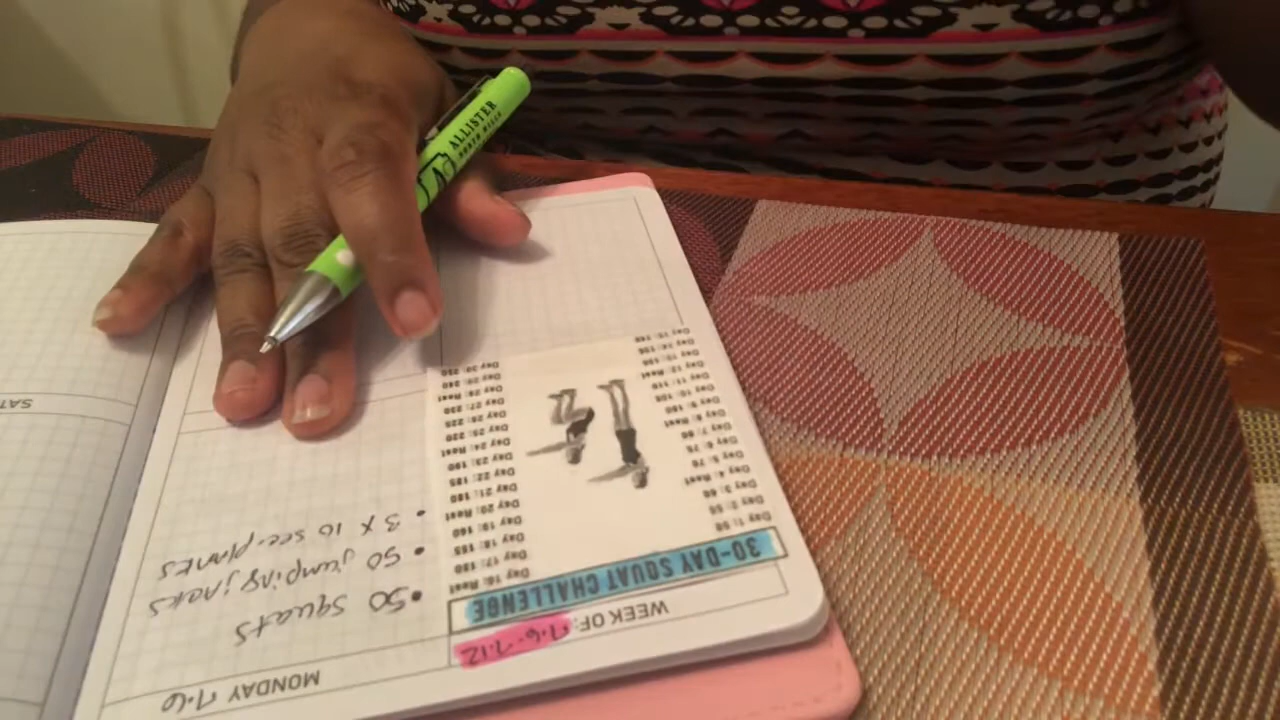 WEEK OF: 7.6-7.12
30-DAY SQUAT CHALLENGE
Day 1: 50
Day 2: 55
Day 3: 60
Day 4: Rest
Day 5: 70
Day 6: 75
Day 7: 80
Day 8: Rest
Day 9: 100
Day 10: 105
Day 11: 110
Day 12: Rest
Day 13: 130
Day 14: 135
Day 15: 140
Day 16: Rest
Day 17: 150
Day 18: 155
Day 19: 160
Day 20: Rest
Day 21: 180
Day 22: 185
Day 23: 190
Day 24: Rest
Day 25: 220
Day 26: 225
Day 27: 230
Day 28: Rest
Day 29: 240
Day 30: 250
MONDAY 7.6
• 50 squats
• 50 jumping jacks
• 3 x 10 sec. planks
SAT
ALLISTER
NORTH HILLS